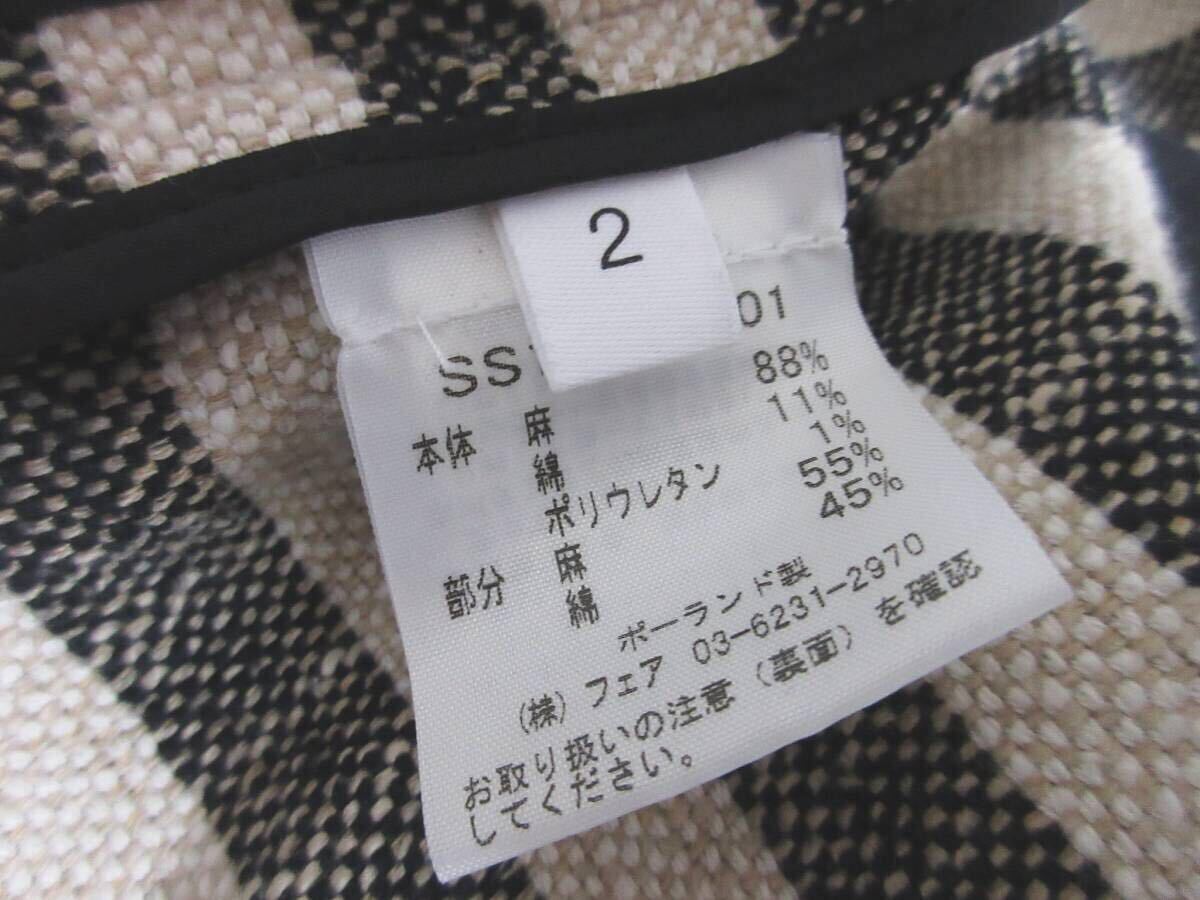 2
SS 01
本体 麻 88%
綿 11%
ポリウレタン 1%
部分 麻 55%
綿 45%
ポーランド製
(株) フェア 03-6231-2970
お取り扱いの注意 (裏面) を確認
してください。